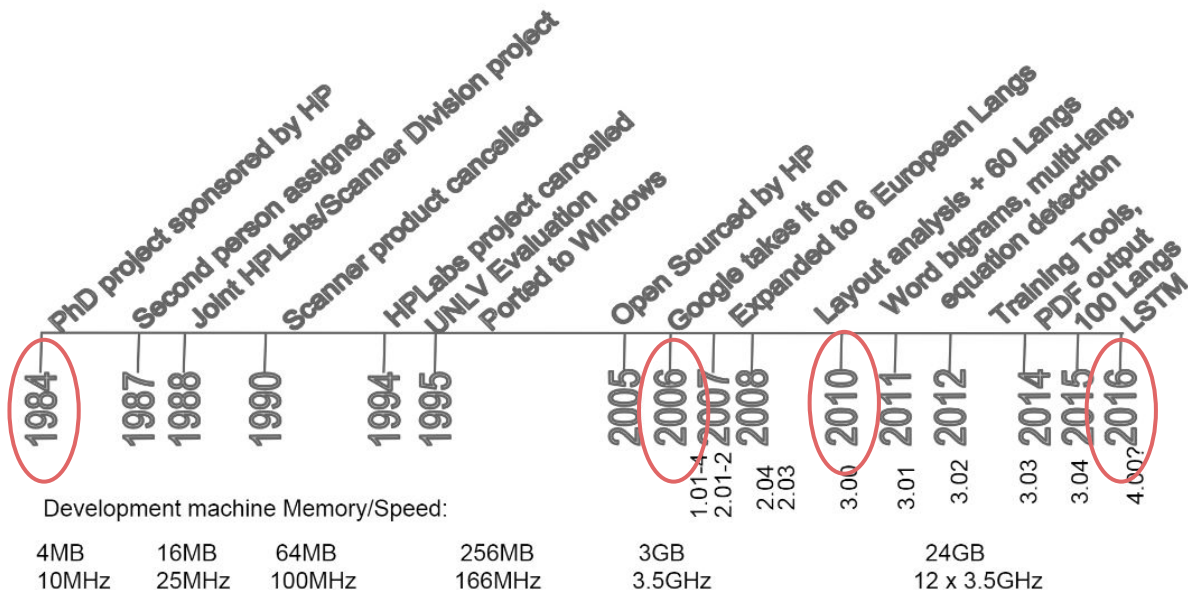 PhD project sponsored by HP
Second person assigned
Joint HPLabs/Scanner Division project
Scanner product cancelled
HPLabs project cancelled
UNLV Evaluation
Ported to Windows
Open Sourced by HP
Google takes it on
Expanded to 6 European Langs
Layout analysis + 60 Langs
Word bigrams, multi-lang,
equation detection
Training Tools,
PDF output
100 Langs
LSTM
1984
1987
1988
1990
1994
1995
2005
2006
2007
2008
2010
2011
2012
2014
2015
2016
1.01-4
2.01-2
2.04
2.03
3.00
3.01
3.02
3.03
3.04
4.00?
Development machine Memory/Speed:
4MB 16MB 64MB 256MB 3GB 24GB
10MHz 25MHz 100MHz 166MHz 3.5GHz 12 x 3.5GHz